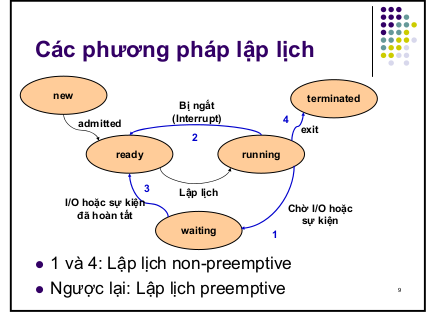 Các phương pháp lập lịch
new
terminated
Bị ngắt
(Interrupt)
4
admitted
exit
2
ready
running
3
Lập lịch
I/O hoặc sự kiện
đã hoàn tất
Chờ I/O hoặc
sự kiện
waiting
1
1 và 4: Lập lịch non-preemptive
Ngược lại: Lập lịch preemptive
9